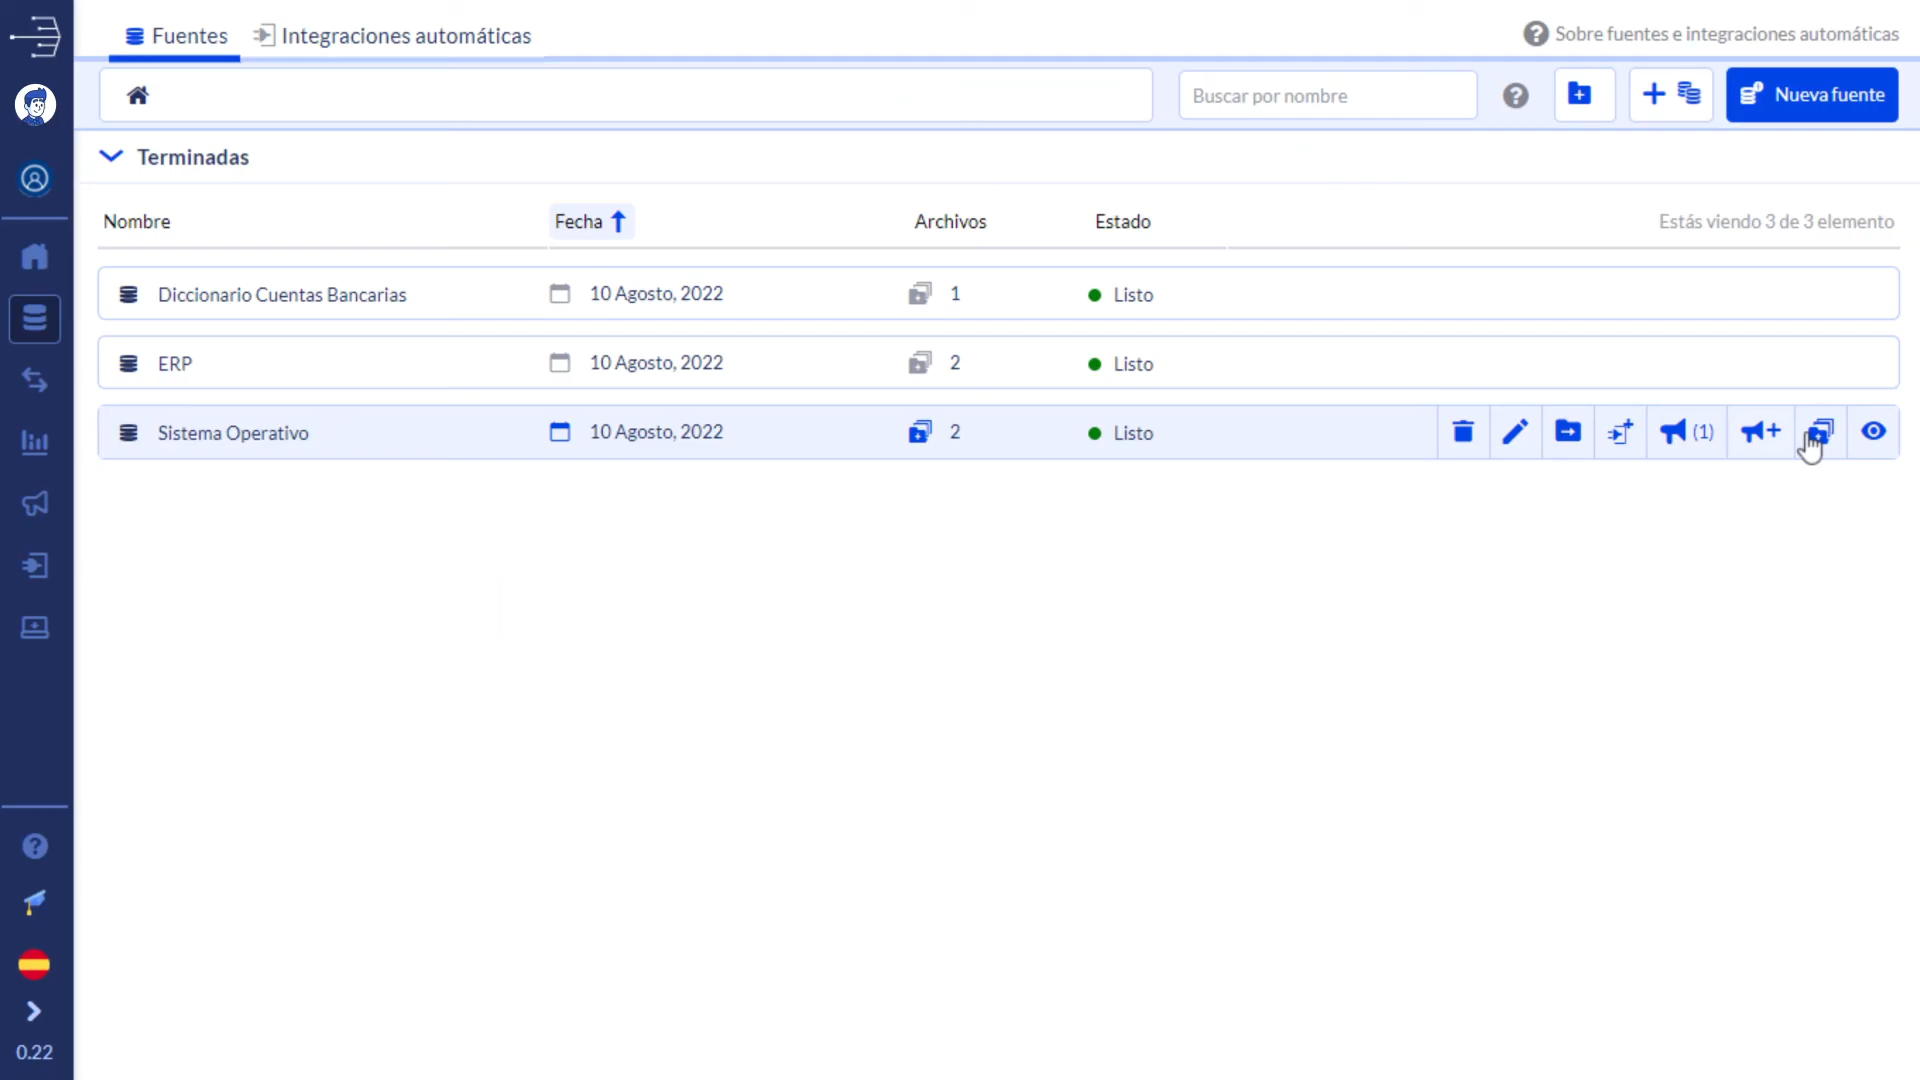 Fuentes
Integraciones automáticas
Sobre fuentes e integraciones automáticas
Buscar por nombre
Nueva fuente
Terminadas
Nombre
Fecha
Archivos
Estado
Estás viendo 3 de 3 elemento
Diccionario Cuentas Bancarias
10 Agosto, 2022
1
Listo
ERP
10 Agosto, 2022
2
Listo
Sistema Operativo
10 Agosto, 2022
2
Listo
(1)
0.22